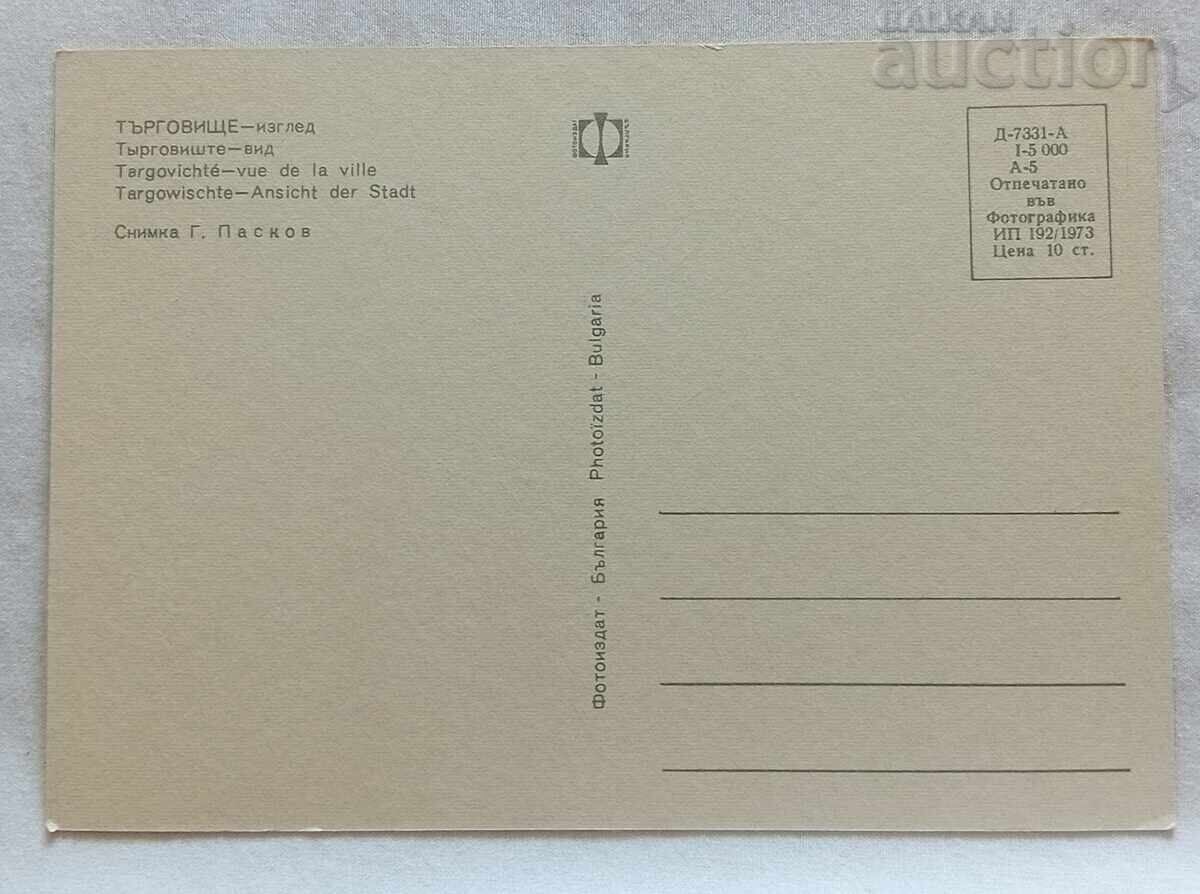 BALKAN
auction
ТЪРГОВИЩЕ—изглед
Тырговиште—вид
Targovichté—vue de la ville
Targowischte—Ansicht der Stadt
Снимка Г. Пасков
Д-7331-А
I-5 000
А-5
Отпечатано
във
Фотографика
ИП 192/1973
Цена 10 ст.
Фотоиздат - България Photoïzdat - Bulgaria